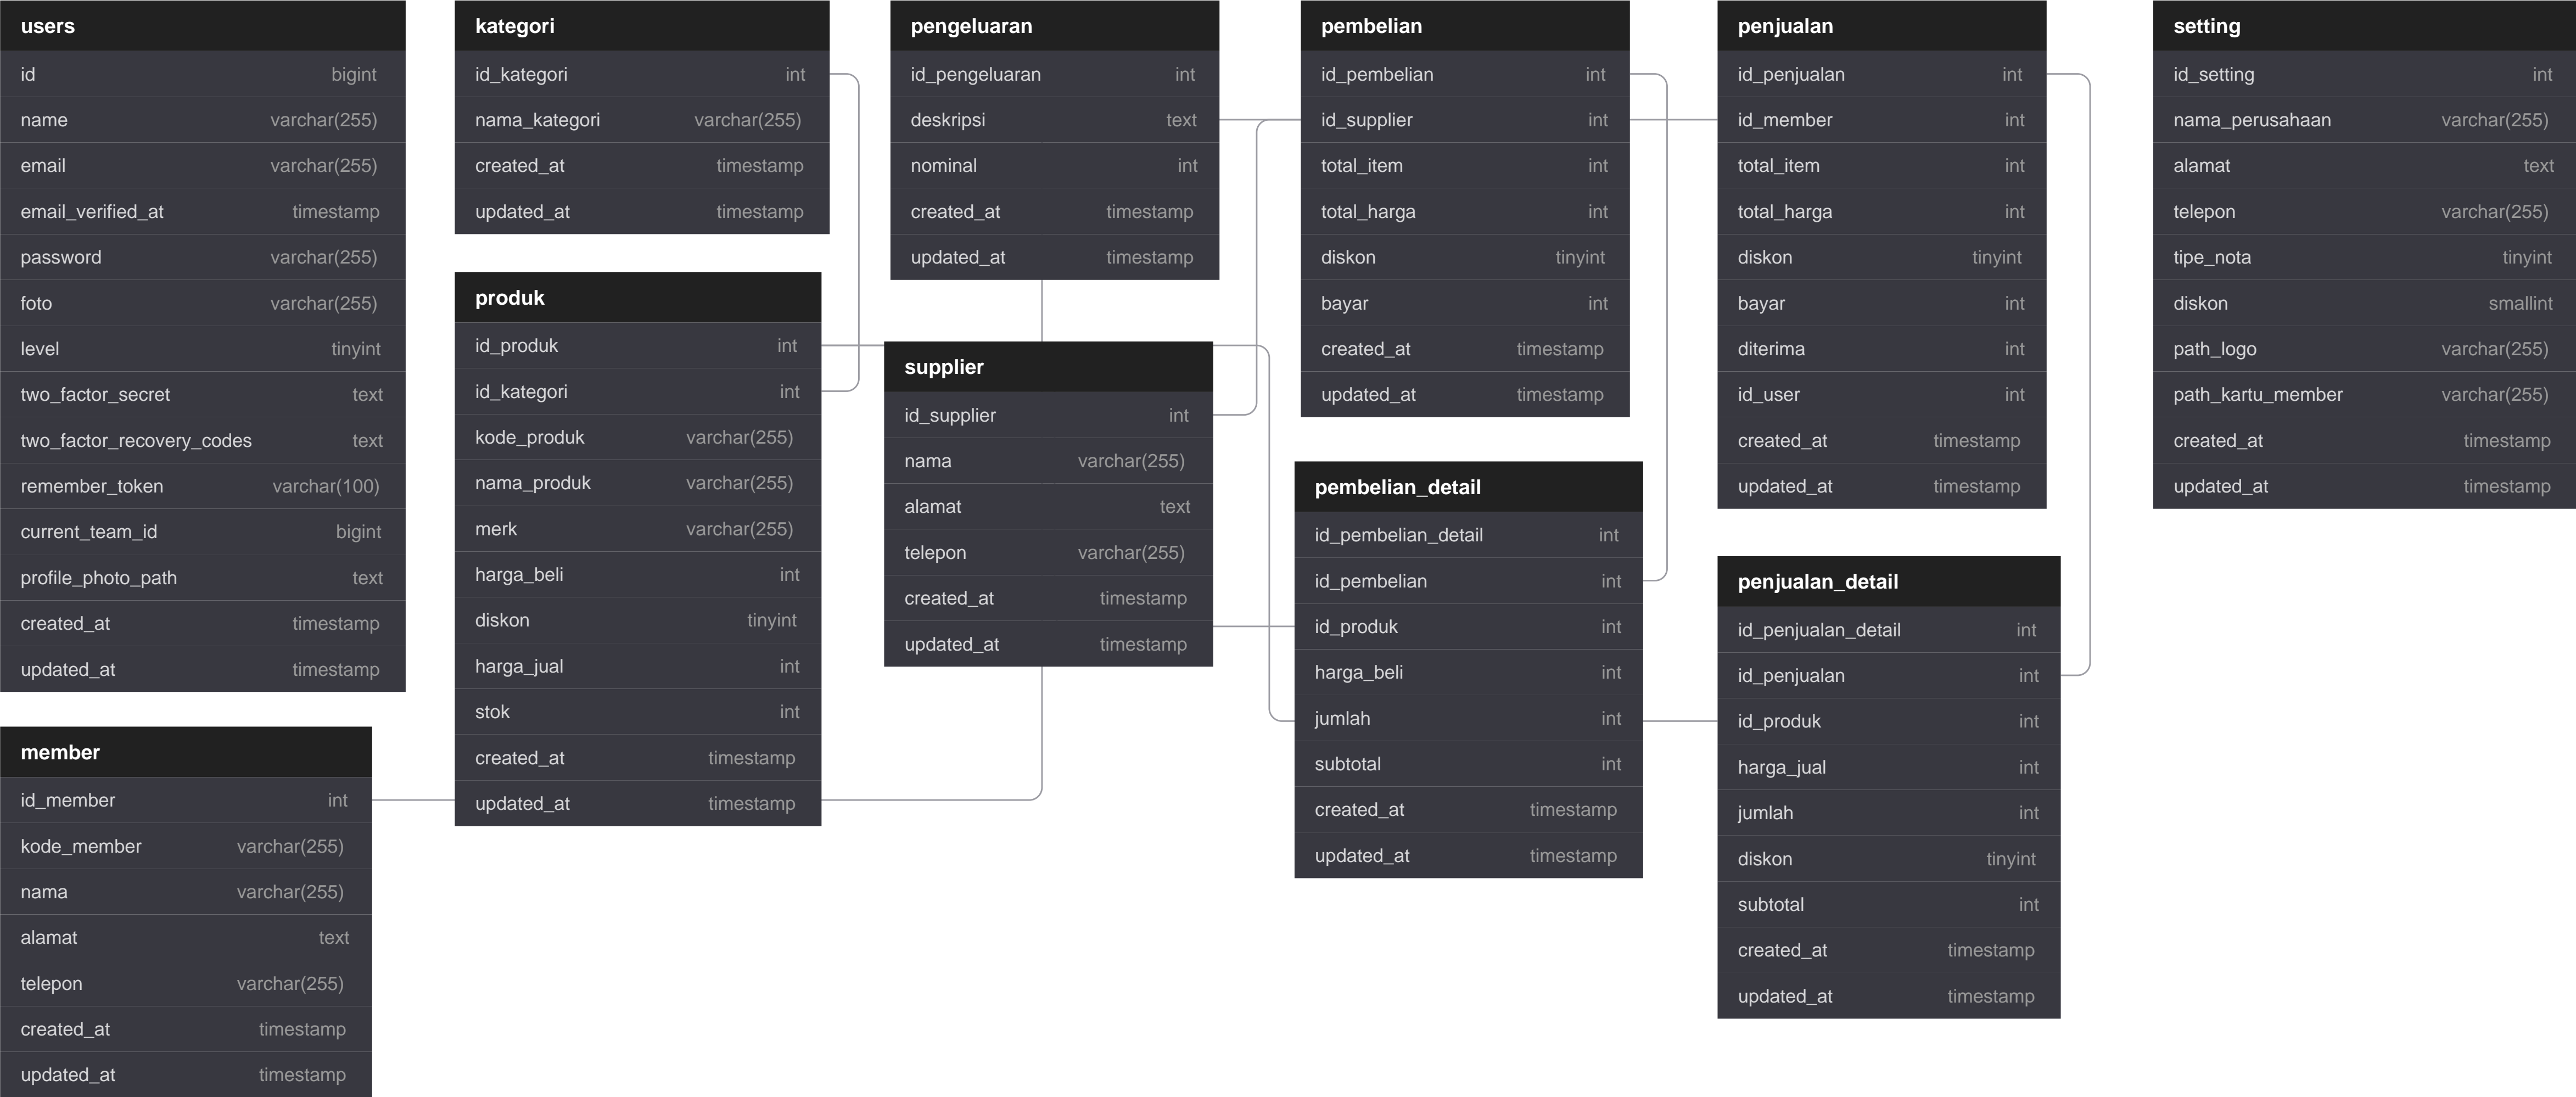 users
id bigint
name varchar(255)
email varchar(255)
email_verified_at timestamp
password varchar(255)
foto varchar(255)
level tinyint
two_factor_secret text
two_factor_recovery_codes text
remember_token varchar(100)
current_team_id bigint
profile_photo_path text
created_at timestamp
updated_at timestamp
member
id_member int
kode_member varchar(255)
nama varchar(255)
alamat text
telepon varchar(255)
created_at timestamp
updated_at timestamp
kategori
id_kategori int
nama_kategori varchar(255)
created_at timestamp
updated_at timestamp
produk
id_produk int
id_kategori int
kode_produk varchar(255)
nama_produk varchar(255)
merk varchar(255)
harga_beli int
diskon tinyint
harga_jual int
stok int
created_at timestamp
updated_at timestamp
pengeluaran
id_pengeluaran int
deskripsi text
nominal int
created_at timestamp
updated_at timestamp
supplier
id_supplier int
nama varchar(255)
alamat text
telepon varchar(255)
created_at timestamp
updated_at timestamp
pembelian
id_pembelian int
id_supplier int
total_item int
total_harga int
diskon tinyint
bayar int
created_at timestamp
updated_at timestamp
pembelian_detail
id_pembelian_detail int
id_pembelian int
id_produk int
harga_beli int
jumlah int
subtotal int
created_at timestamp
updated_at timestamp
penjualan
id_penjualan int
id_member int
total_item int
total_harga int
diskon tinyint
bayar int
diterima int
id_user int
created_at timestamp
updated_at timestamp
penjualan_detail
id_penjualan_detail int
id_penjualan int
id_produk int
harga_jual int
jumlah int
diskon tinyint
subtotal int
created_at timestamp
updated_at timestamp
setting
id_setting int
nama_perusahaan varchar(255)
alamat text
telepon varchar(255)
tipe_nota tinyint
diskon smallint
path_logo varchar(255)
path_kartu_member varchar(255)
created_at timestamp
updated_at timestamp